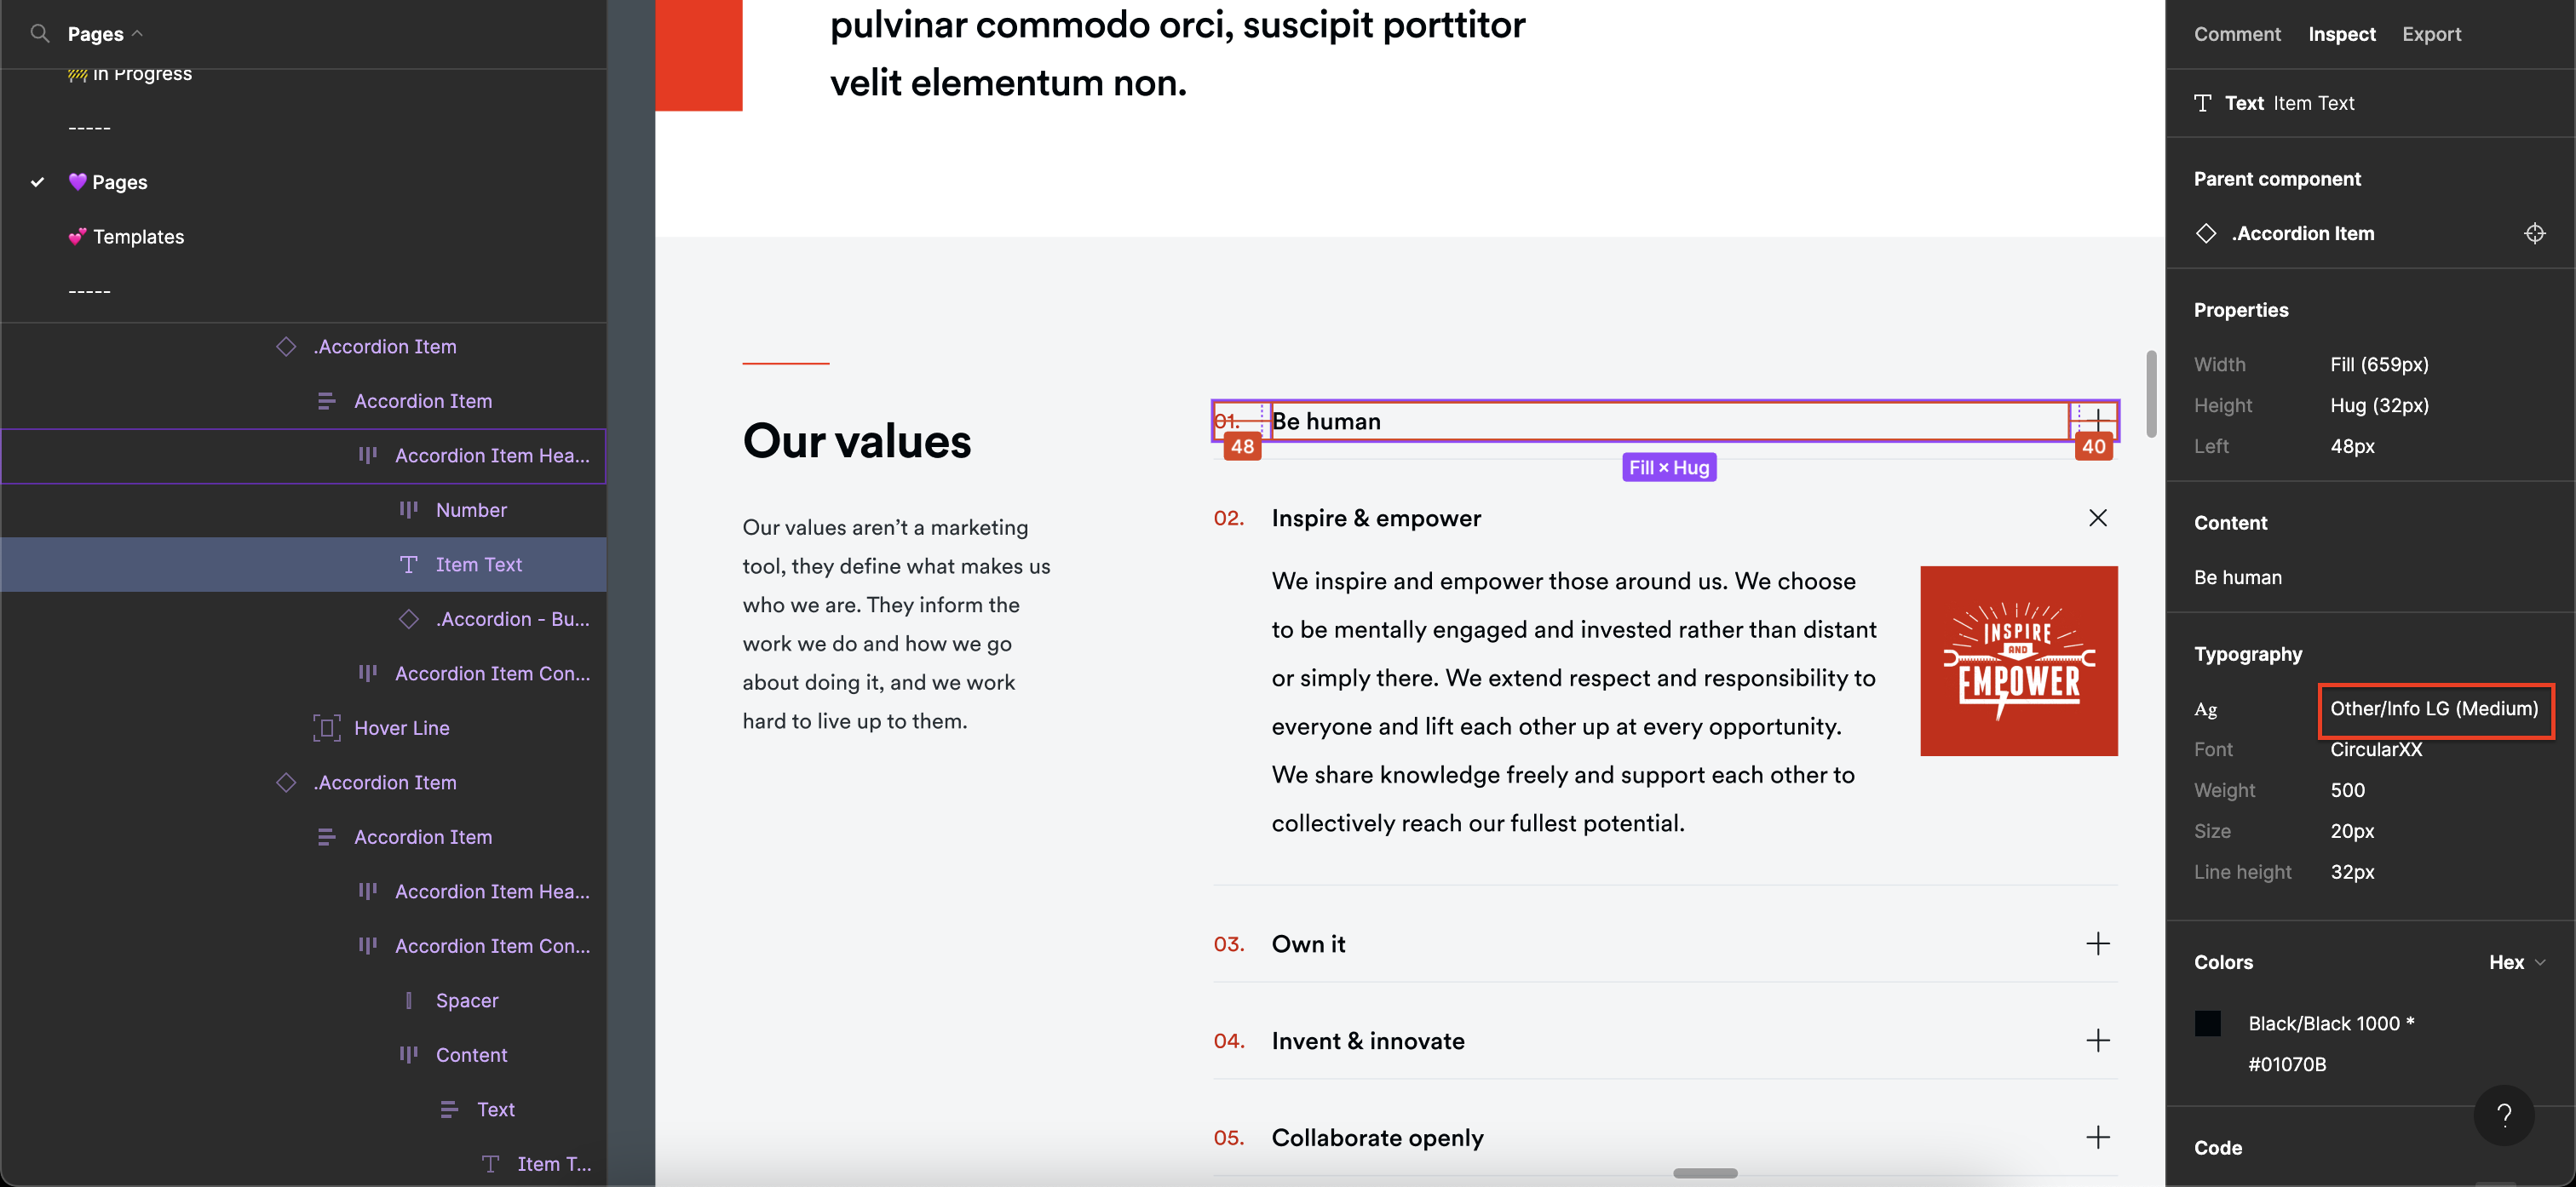 Pages
In Progress
-----
Pages
Templates
-----
.Accordion Item
Accordion Item
Accordion Item Hea...
Number
Item Text
.Accordion - Bu...
Accordion Item Con...
Hover Line
.Accordion Item
Accordion Item
Accordion Item Hea...
Accordion Item Con...
Spacer
Content
Text
Item T...
pulvinar commodo orci, suscipit porttitor
velit elementum non.
Our values
Our values aren’t a marketing
tool, they define what makes us
who we are. They inform the
work we do and how we go
about doing it, and we work
hard to live up to them.
01. Be human
48
40
Fill × Hug
02. Inspire & empower
We inspire and empower those around us. We choose
to be mentally engaged and invested rather than distant
or simply there. We extend respect and responsibility to
everyone and lift each other up at every opportunity.
We share knowledge freely and support each other to
collectively reach our fullest potential.
INSPIRE
AND
EMPOWER
03. Own it
04. Invent & innovate
05. Collaborate openly
Comment Inspect Export
Text Item Text
Parent component
.Accordion Item
Properties
Width Fill (659px)
Height Hug (32px)
Left 48px
Content
Be human
Typography
Ag Other/Info LG (Medium)
Font CircularXX
Weight 500
Size 20px
Line height 32px
Colors Hex
Black/Black 1000 *
#01070B
?
Code